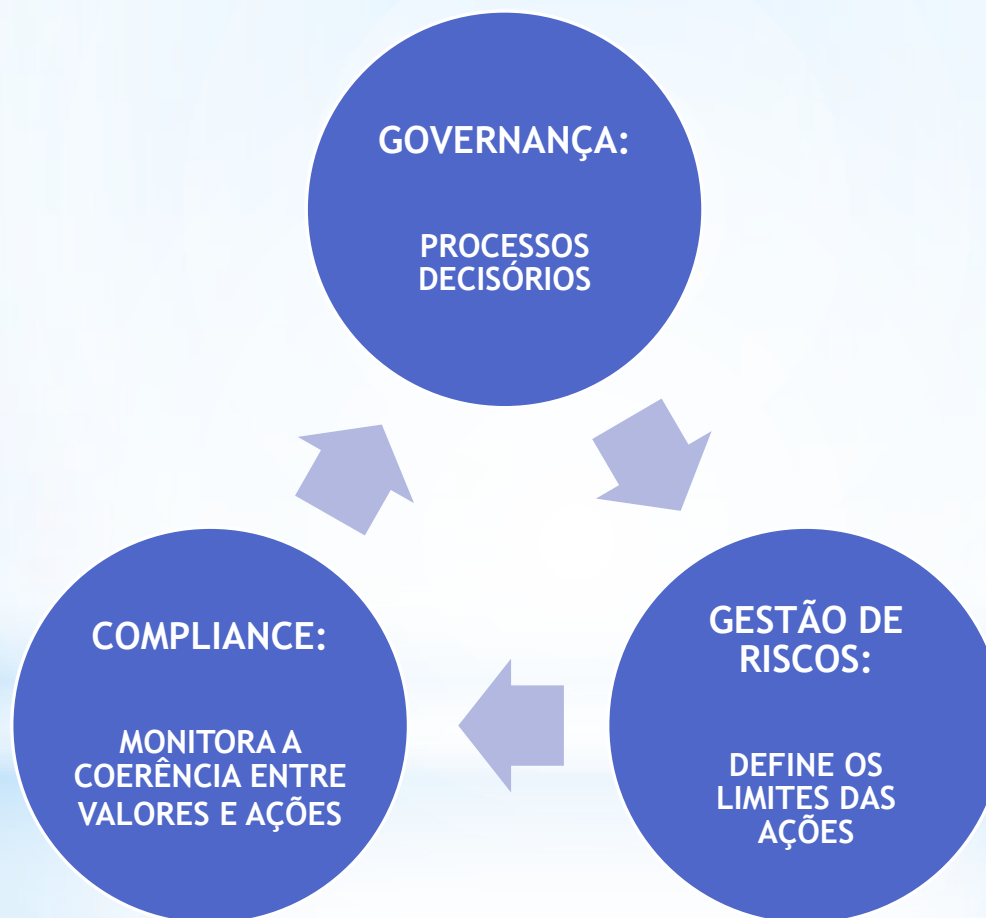 GOVERNANÇA:
PROCESSOS
DECISÓRIOS
GESTÃO DE
RISCOS:
DEFINE OS
LIMITES DAS
AÇÕES
COMPLIANCE:
MONITORA A
COERÊNCIA ENTRE
VALORES E AÇÕES